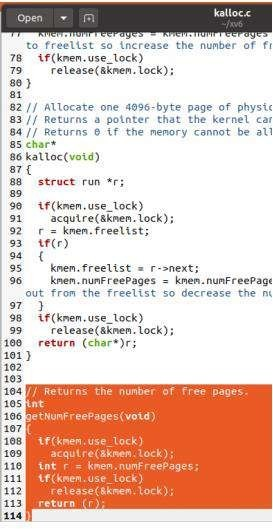 Open
kalloc.c
~/xv6
77 kmem.numFreePages = kmem.numFreePages
to freelist so increase the number of fr
78 if(kmem.use_lock)
79 release(&kmem.lock);
80 }
81
82 // Allocate one 4096-byte page of physic
83 // Returns a pointer that the kernel can
84 // Returns 0 if the memory cannot be all
85 char*
86 kalloc(void)
87 {
88 struct run *r;
89
90 if(kmem.use_lock)
91 acquire(&kmem.lock);
92 r = kmem.freelist;
93 if(r)
94 {
95 kmem.freelist = r->next;
96 kmem.numFreePages = kmem.numFreePage
out from the freelist so decrease the nu
97 }
98 if(kmem.use_lock)
99 release(&kmem.lock);
100 return (char*)r;
101 }
102
103
104 // Returns the number of free pages.
105 int
106 getNumFreePages(void)
107 {
108 if(kmem.use_lock)
109 acquire(&kmem.lock);
110 int r = kmem.numFreePages;
111 if(kmem.use_lock)
112 release(&kmem.lock);
113 return (r);
114 }